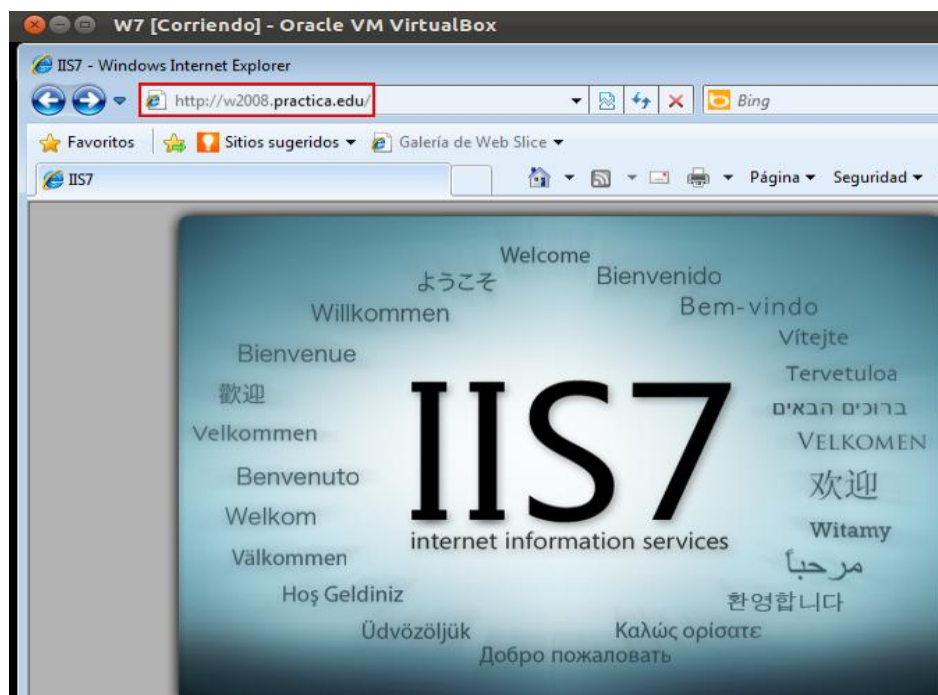 W7 [Corriendo] - Oracle VM VirtualBox
IIS7 - Windows Internet Explorer
http://w2008.practica.edu/
Bing
Favoritos
Sitios sugeridos
Galería de Web Slice
IIS7
Página
Seguridad
Welcome
ようこそ
Bienvenido
Willkommen
Bem-vindo
Vítejte
Bienvenue
Tervetuloa
歡迎
ברוכים הבאים
Velkommen
VELKOMEN
Benvenuto
欢迎
IIS7
Welkom
Witamy
internet information services
Välkommen
مرحباً
Hoş Geldiniz
환영합니다
Üdvözöljük
Καλώς ορίσατε
Добро пожаловать